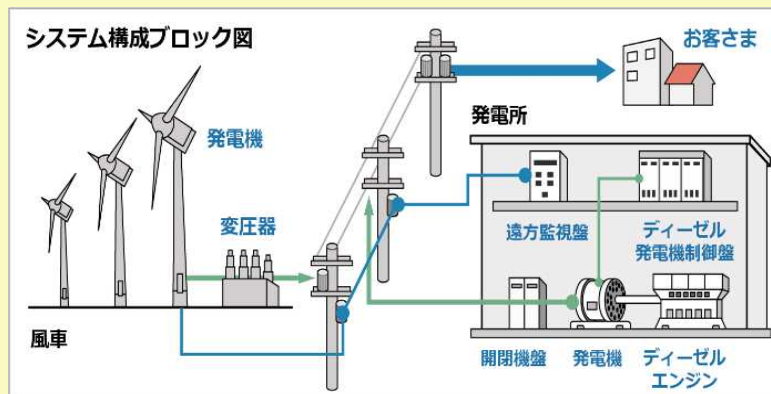 システム構成ブロック図
お客さま
発電機
発電所
変圧器
遠方監視盤
ディーゼル
発電機制御盤
風車
開閉機盤
発電機
ディーゼル
エンジン